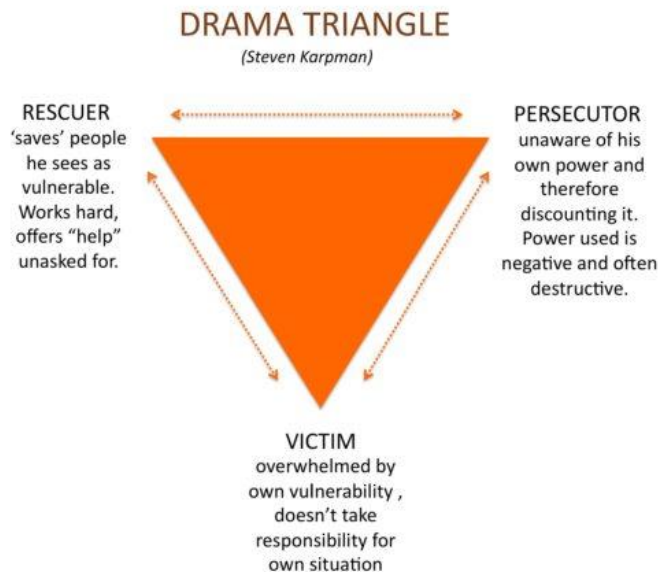 DRAMA TRIANGLE
(Steven Karpman)
RESCUER
‘saves’ people
he sees as
vulnerable.
Works hard,
offers “help”
unasked for.
PERSECUTOR
unaware of his
own power and
therefore
discounting it.
Power used is
negative and often
destructive.
VICTIM
overwhelmed by
own vulnerability ,
doesn’t take
responsibility for
own situation